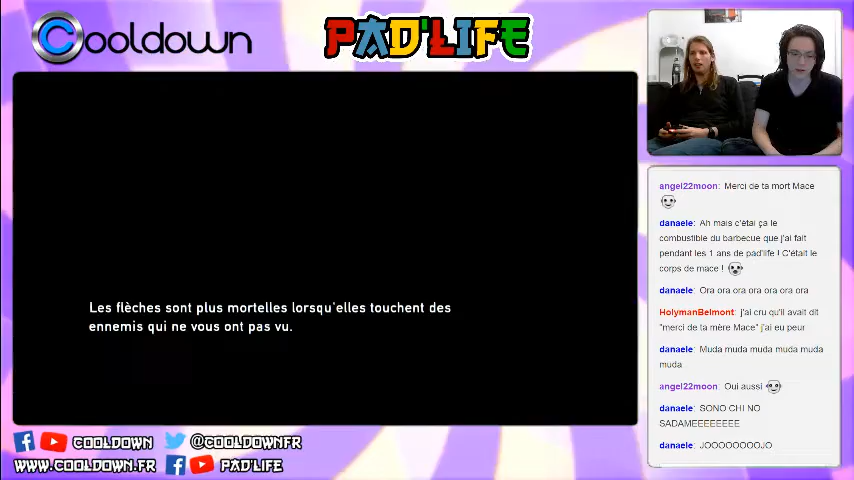 Cooldown
PAD'LIFE
Les flèches sont plus mortelles lorsqu'elles touchent des
ennemis qui ne vous ont pas vu.
angel22moon: Merci de ta mort Mace
danaele: Ah mais c'étai ça le
combustible du barbecue que j'ai fait
pendant les 1 ans de pad'life ! C'était le
corps de mace !
danaele: Ora ora ora ora ora ora ora
HolymanBelmont: j'ai cru qu'il avait dit
"merci de ta mère Mace" j'ai eu peur
danaele: Muda muda muda muda muda
muda
angel22moon: Oui aussi
danaele: SONO CHI NO
SADAMEEEEEEEE
danaele: JOOOOOOOOJO
COOLDOWN @COOLDOWNFR
WWW.COOLDOWN.FR PAD'LIFE